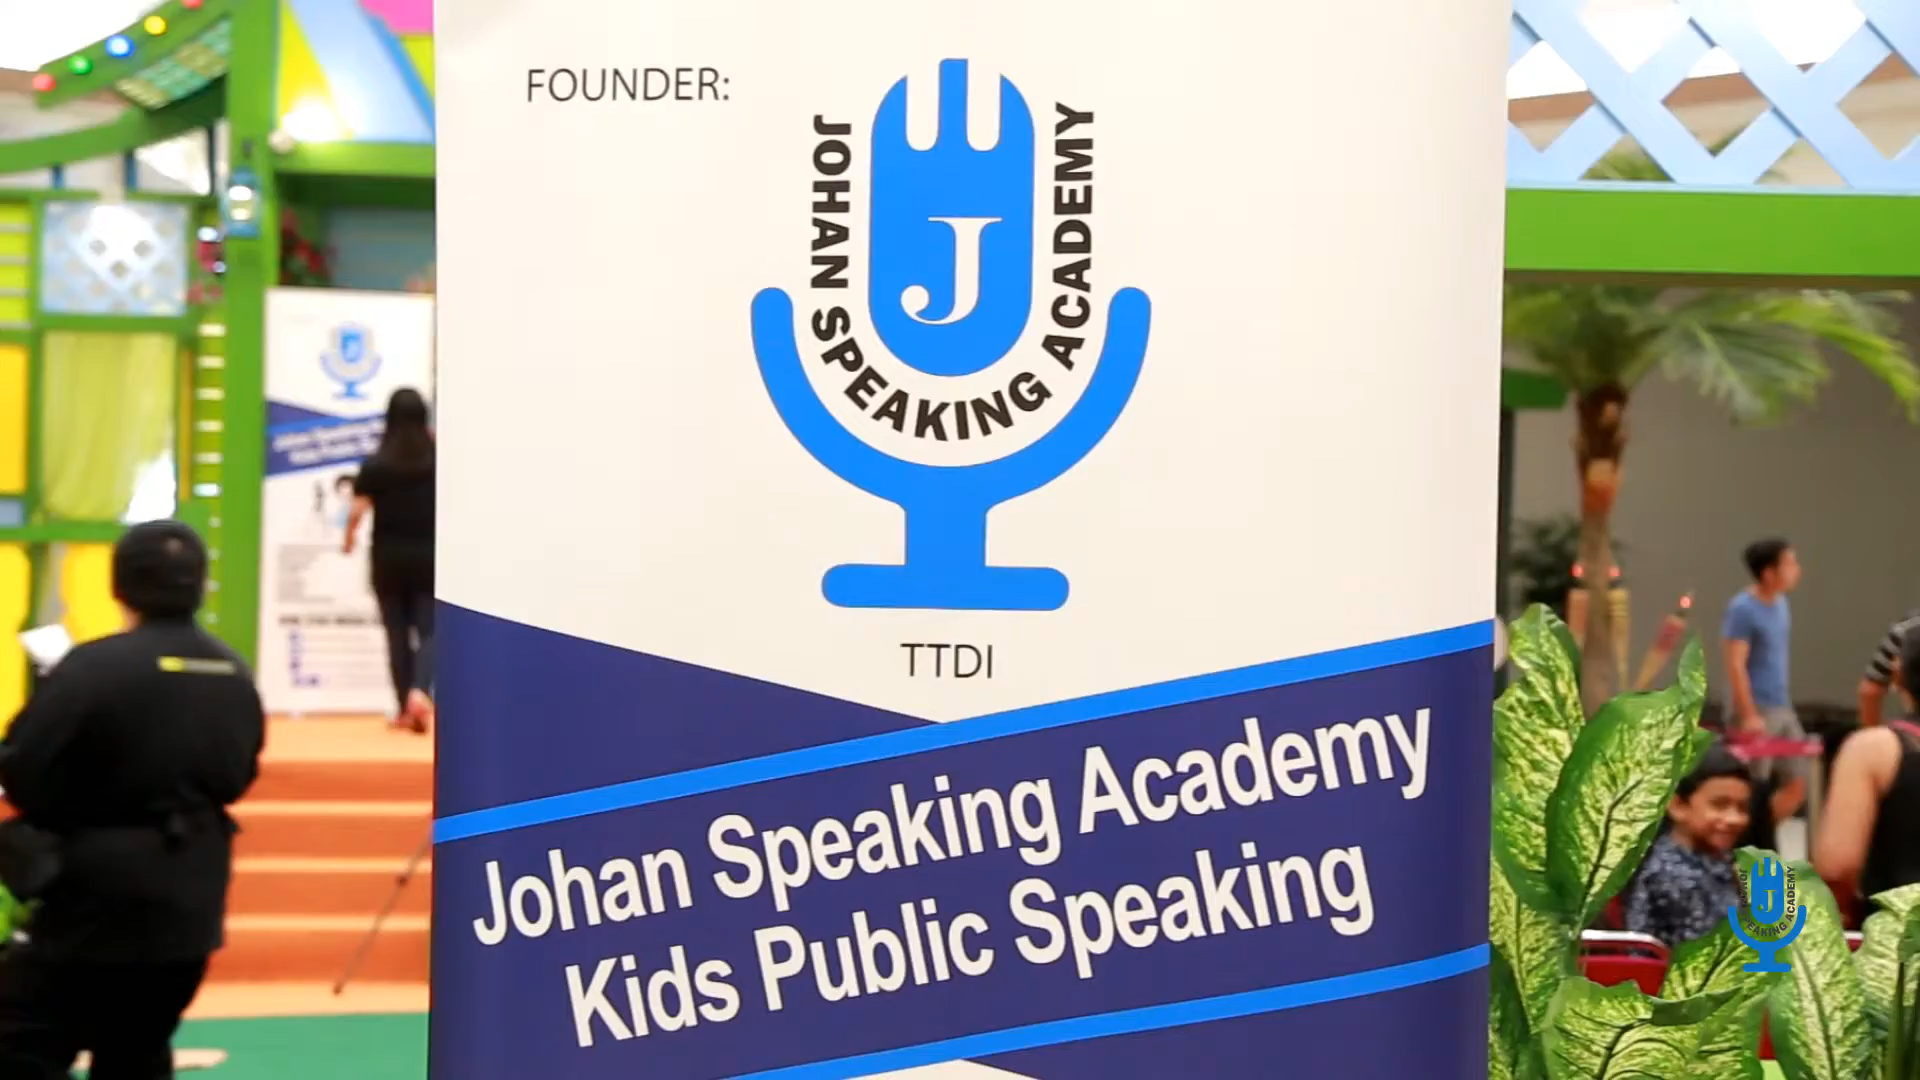 FOUNDER:
JOHAN SPEAKING ACADEMY
J
TTDI
Johan Speaking Academy
Kids Public Speaking
J